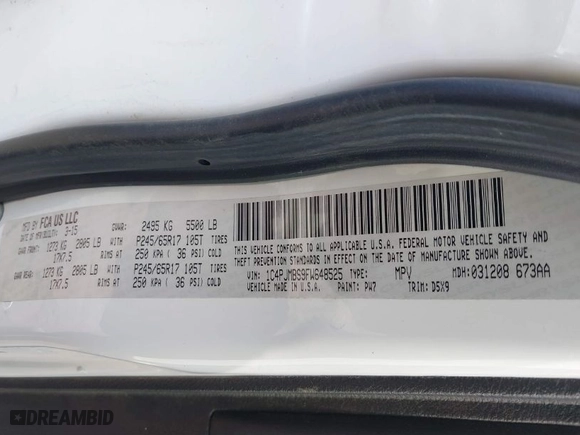 MFD BY FCA US LLC
DATE OF MFR 3-15 GVWR: 2495 KG 5500 LB
GAWR FRONT: 1273 KG 2805 LB WITH P245/65R17 105T TIRES
17X7.5 RIMS AT 250 KPA ( 36 PSI) COLD
GAWR REAR: 1273 KG 2805 LB WITH P245/65R17 105T TIRES
17X7.5 RIMS AT 250 KPA ( 36 PSI) COLD
THIS VEHICLE CONFORMS TO ALL APPLICABLE U.S.A. FEDERAL MOTOR VEHICLE SAFETY,
BUMPER, AND THEFT PREVENTION STANDARDS IN EFFECT ON THE DATE OF MANUFACTURE SHOWN ABOVE.
VIN: 1C4PJMBS9FW648525 TYPE: MPV MDH: 031208 673AA
VEHICLE MADE IN U.S.A. PAINT: PW7 TRIM: D5X9
DREAMBID